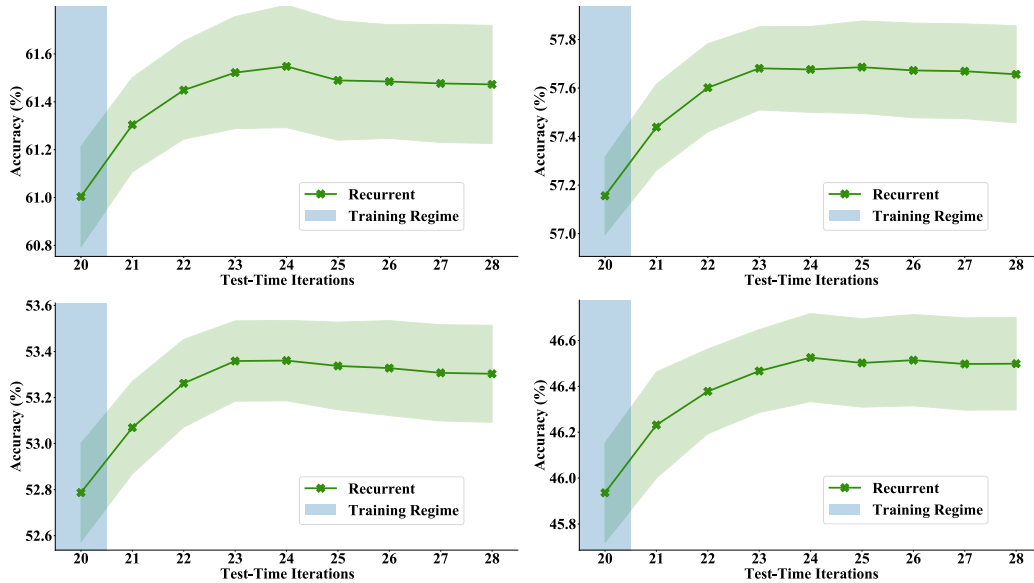 Accuracy (%)
61.6
61.4
61.2
61.0
60.8
20 21 22 23 24 25 26 27 28
Test-Time Iterations
Recurrent
Training Regime
Accuracy (%)
57.8
57.6
57.4
57.2
57.0
20 21 22 23 24 25 26 27 28
Test-Time Iterations
Recurrent
Training Regime
Accuracy (%)
53.6
53.4
53.2
53.0
52.8
52.6
20 21 22 23 24 25 26 27 28
Test-Time Iterations
Recurrent
Training Regime
Accuracy (%)
46.6
46.4
46.2
46.0
45.8
20 21 22 23 24 25 26 27 28
Test-Time Iterations
Recurrent
Training Regime